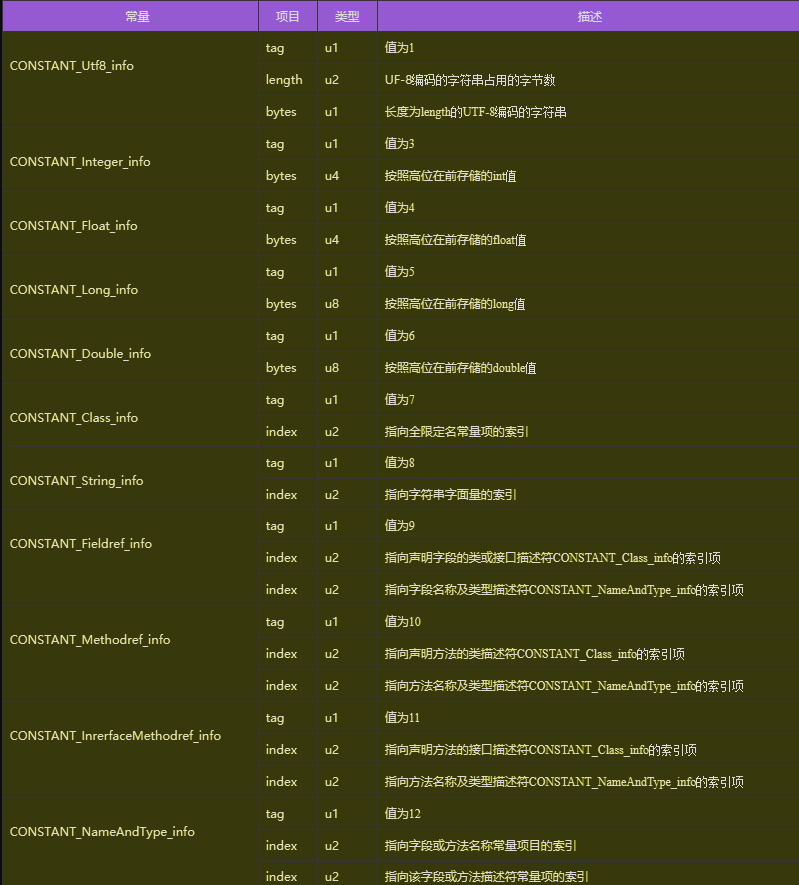 常量 项目 类型 描述
CONSTANT_Utf8_info tag u1 值为1
length u2 UF-8编码的字符串占用的字节数
bytes u1 长度为length的UTF-8编码的字符串
CONSTANT_Integer_info tag u1 值为3
bytes u4 按照高位在前存储的int值
CONSTANT_Float_info tag u1 值为4
bytes u4 按照高位在前存储的float值
CONSTANT_Long_info tag u1 值为5
bytes u8 按照高位在前存储的long值
CONSTANT_Double_info tag u1 值为6
bytes u8 按照高位在前存储的double值
CONSTANT_Class_info tag u1 值为7
index u2 指向全限定名常量项的索引
CONSTANT_String_info tag u1 值为8
index u2 指向字符串字面量的索引
CONSTANT_Fieldref_info tag u1 值为9
index u2 指向声明字段的类或接口描述符CONSTANT_Class_info的索引项
index u2 指向字段名称及类型描述符CONSTANT_NameAndType_info的索引项
CONSTANT_Methodref_info tag u1 值为10
index u2 指向声明方法的类描述符CONSTANT_Class_info的索引项
index u2 指向方法名称及类型描述符CONSTANT_NameAndType_info的索引项
CONSTANT_InrerfaceMethodref_info tag u1 值为11
index u2 指向声明方法的接口描述符CONSTANT_Class_info的索引项
index u2 指向方法名称及类型描述符CONSTANT_NameAndType_info的索引项
CONSTANT_NameAndType_info tag u1 值为12
index u2 指向字段或方法名称常量项目的索引
index u2 指向该字段或方法描述符常量项的索引